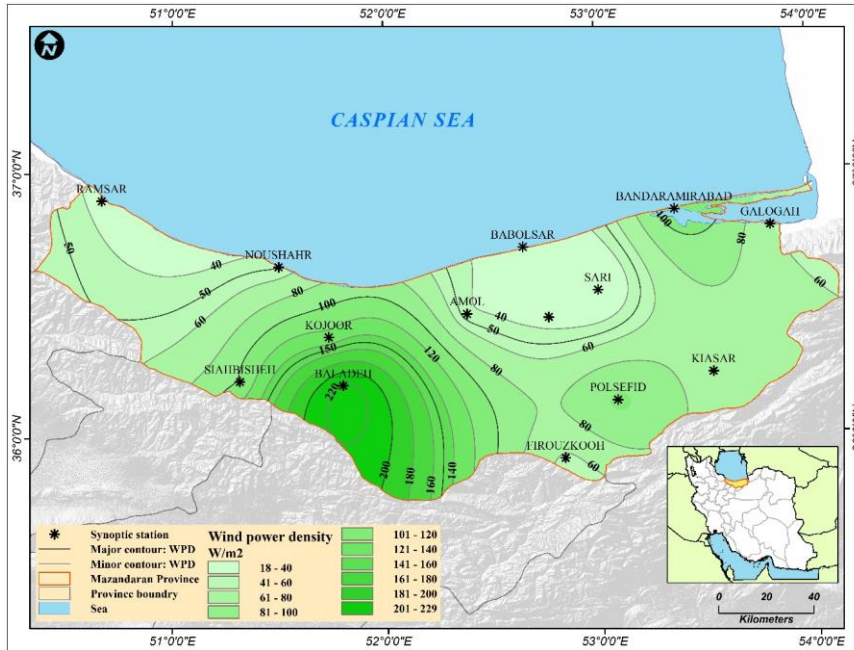 51°0'0"E 52°0'0"E 53°0'0"E 54°0'0"E
N
CASPIAN SEA
37°0'0"N
RAMSAR
BANDARAMIRABAD
GALOGAH
100
80
50
40
NOUSHAHR
BABOLSAR
50
60
80
SARI
60
AMOL
40
50
100
KOJOOR
120
60
150
SIAHBISHEH
BALADEH
220
80
KIASAR
POLSEFID
80
36°0'0"N
FIROUZKOOH
60
200 180 160 140
Synoptic station
Major contour: WPD
Minor contour: WPD
Mazandaran Province
Province boundry
Sea
Wind power density
W/m2
18 - 40
41 - 60
61 - 80
81 - 100
101 - 120
121 - 140
141 - 160
161 - 180
181 - 200
201 - 229
0 20 40
Kilometers
51°0'0"E 52°0'0"E 53°0'0"E 54°0'0"E